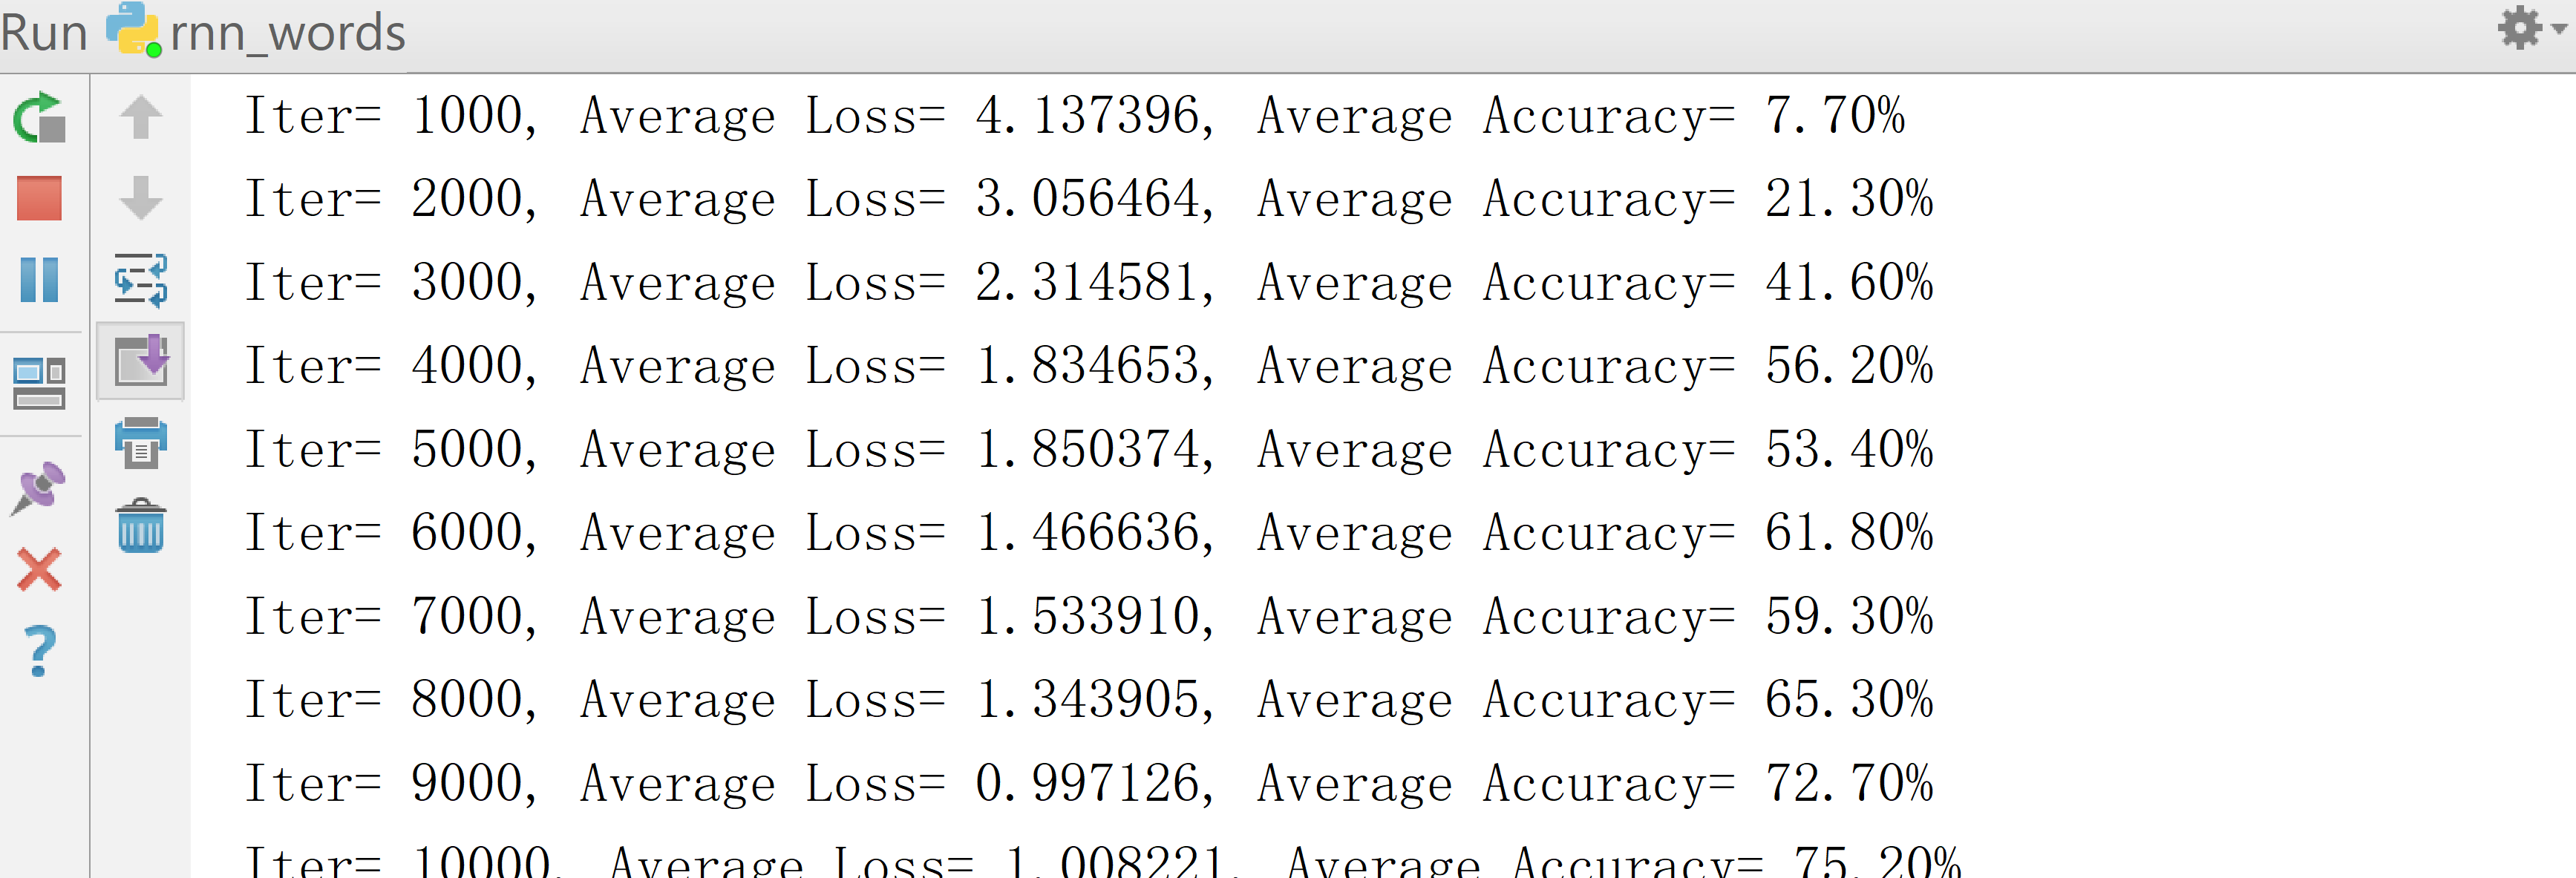 Run rnn_words
Iter= 1000, Average Loss= 4.137396, Average Accuracy= 7.70%
Iter= 2000, Average Loss= 3.056464, Average Accuracy= 21.30%
Iter= 3000, Average Loss= 2.314581, Average Accuracy= 41.60%
Iter= 4000, Average Loss= 1.834653, Average Accuracy= 56.20%
Iter= 5000, Average Loss= 1.850374, Average Accuracy= 53.40%
Iter= 6000, Average Loss= 1.466636, Average Accuracy= 61.80%
Iter= 7000, Average Loss= 1.533910, Average Accuracy= 59.30%
Iter= 8000, Average Loss= 1.343905, Average Accuracy= 65.30%
Iter= 9000, Average Loss= 0.997126, Average Accuracy= 72.70%
Iter= 10000, Average Loss= 1.008221, Average Accuracy= 75.20%